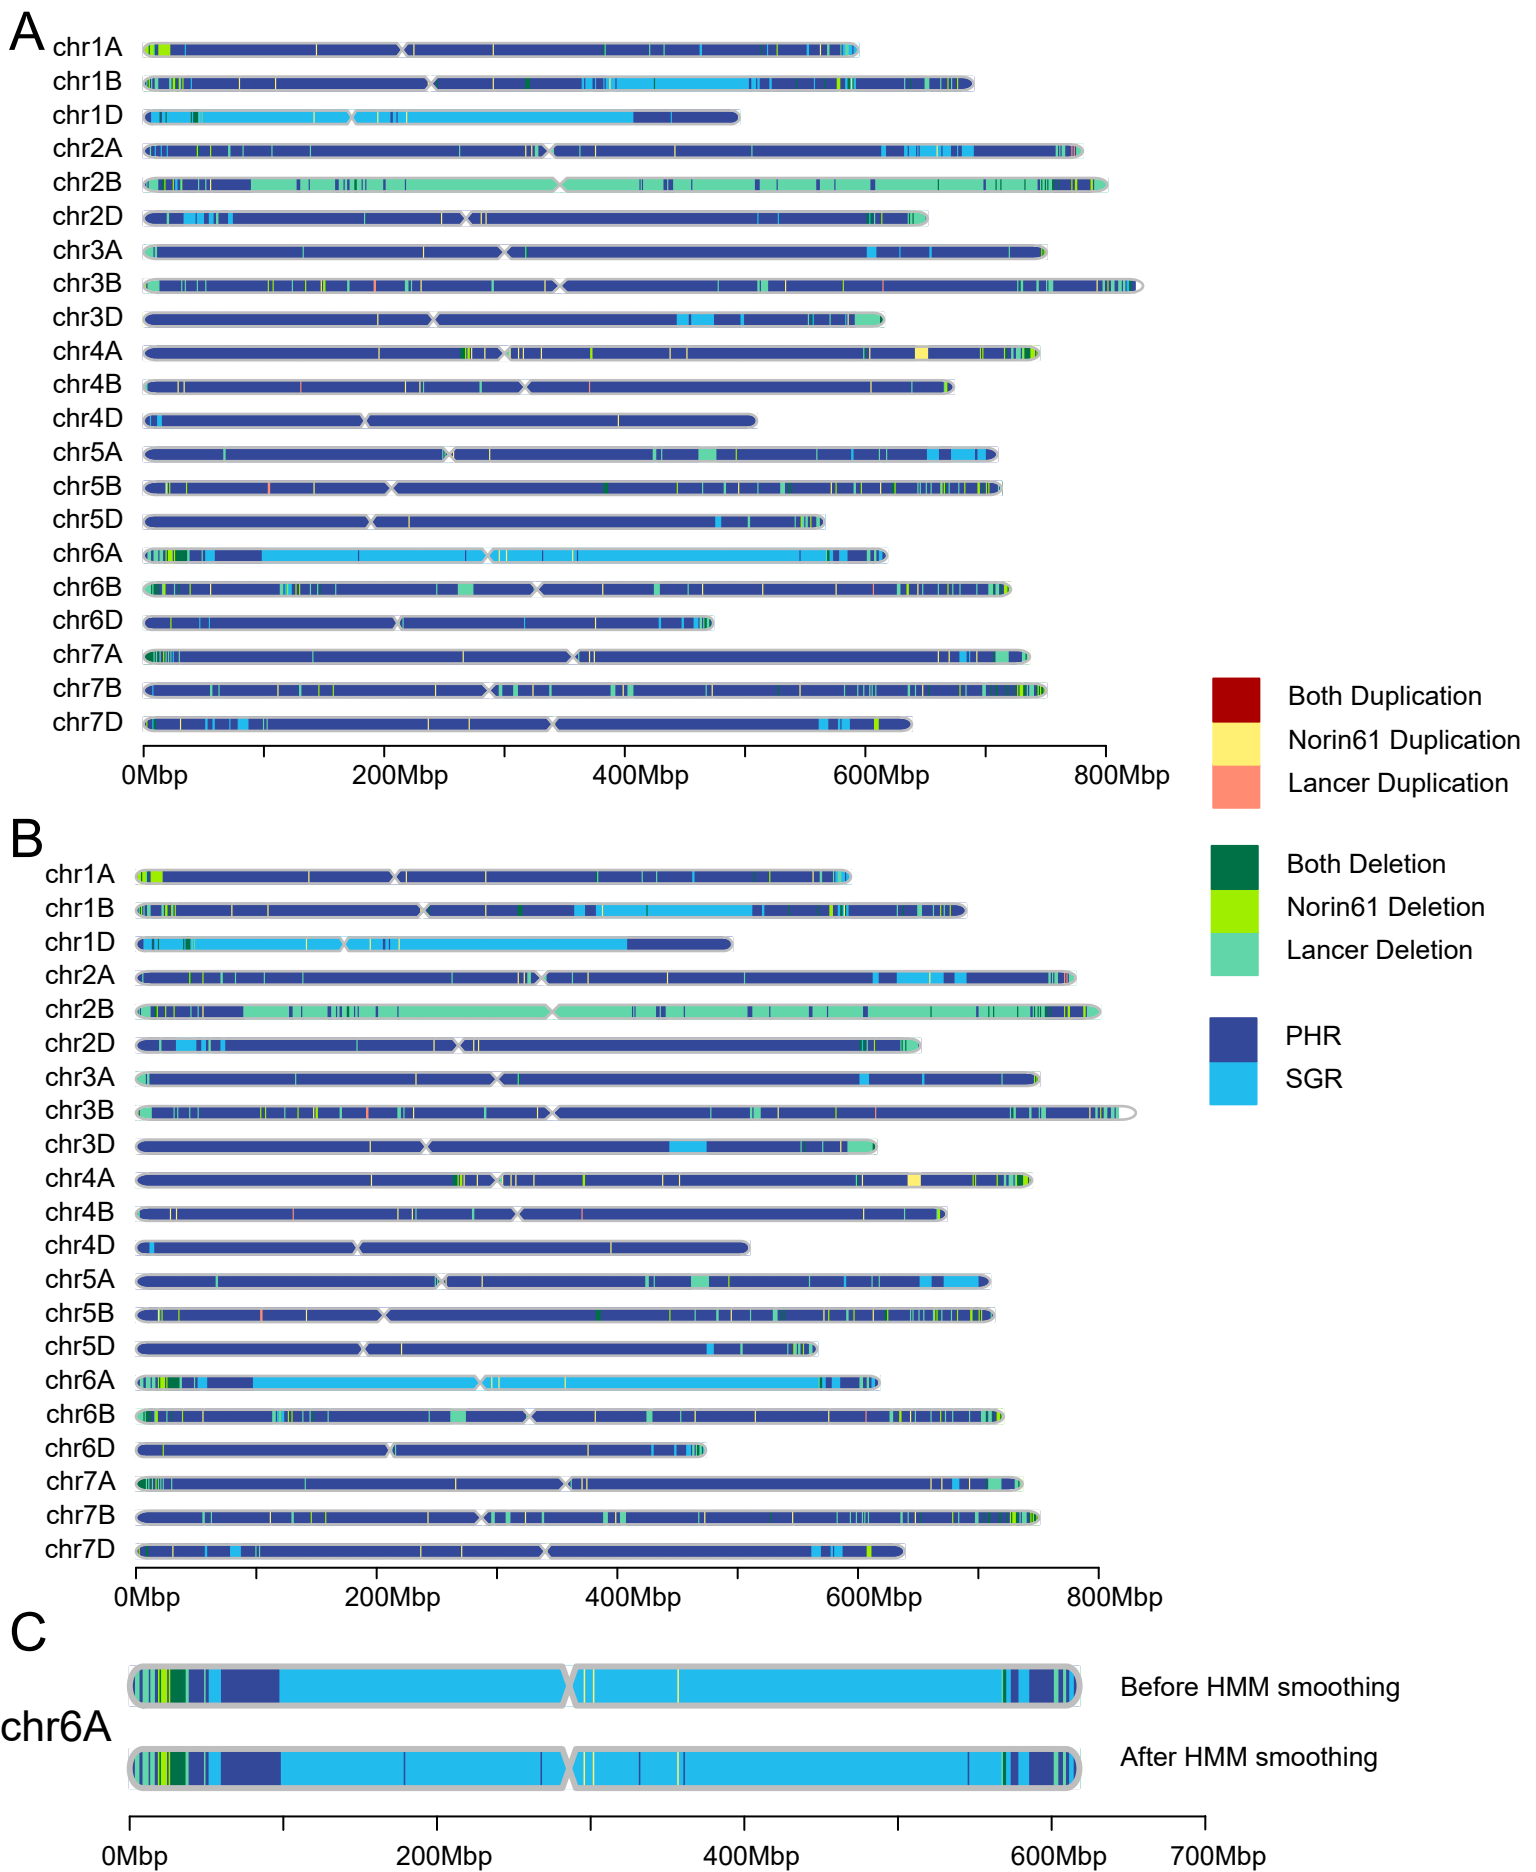 A
chr1A
chr1B
chr1D
chr2A
chr2B
chr2D
chr3A
chr3B
chr3D
chr4A
chr4B
chr4D
chr5A
chr5B
chr5D
chr6A
chr6B
chr6D
chr7A
chr7B
chr7D
0Mbp 200Mbp 400Mbp 600Mbp 800Mbp
Both Duplication
Norin61 Duplication
Lancer Duplication
Both Deletion
Norin61 Deletion
Lancer Deletion
PHR
SGR
B
chr1A
chr1B
chr1D
chr2A
chr2B
chr2D
chr3A
chr3B
chr3D
chr4A
chr4B
chr4D
chr5A
chr5B
chr5D
chr6A
chr6B
chr6D
chr7A
chr7B
chr7D
0Mbp 200Mbp 400Mbp 600Mbp 800Mbp
C
chr6A
Before HMM smoothing
After HMM smoothing
0Mbp 200Mbp 400Mbp 600Mbp 700Mbp